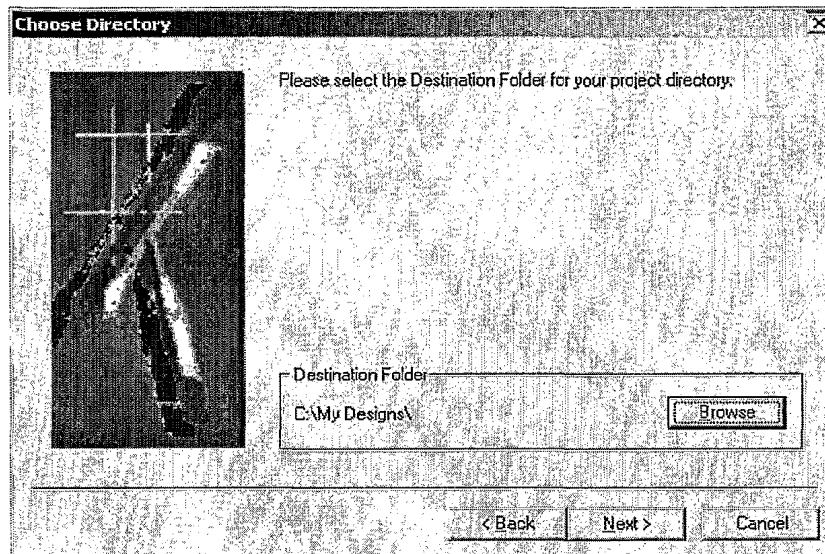 Choose Directory
Please select the Destination Folder for your project directory.
Destination Folder
C:\My Designs\
Browse
< Back
Next >
Cancel